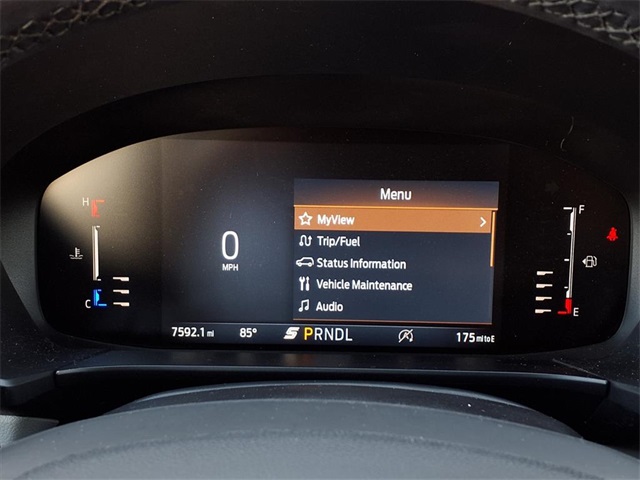 Menu
H
F
MyView
Trip/Fuel
0
MPH
Status Information
Vehicle Maintenance
C
Audio
E
7592.1 mi 85° S PRNDL 175 mi to E